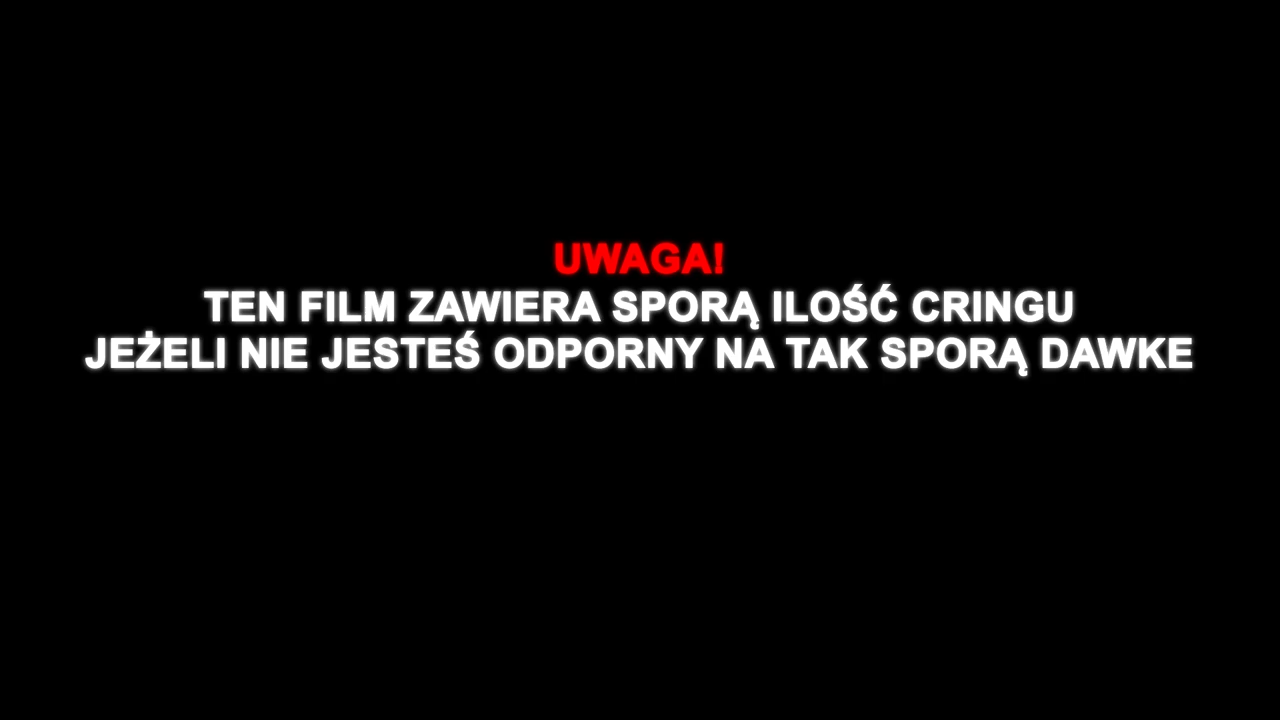 UWAGA!
TEN FILM ZAWIERA SPORĄ ILOŚĆ CRINGU
JEŻELI NIE JESTEŚ ODPORNY NA TAK SPORĄ DAWKE